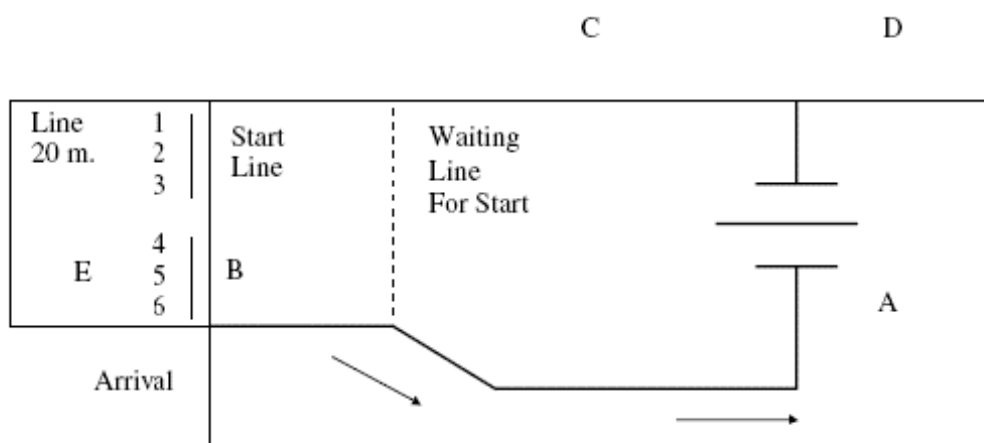 C
D
Line
20 m.
1
2
3
Start
Line
Waiting
Line
For Start
E
4
5
6
B
A
Arrival